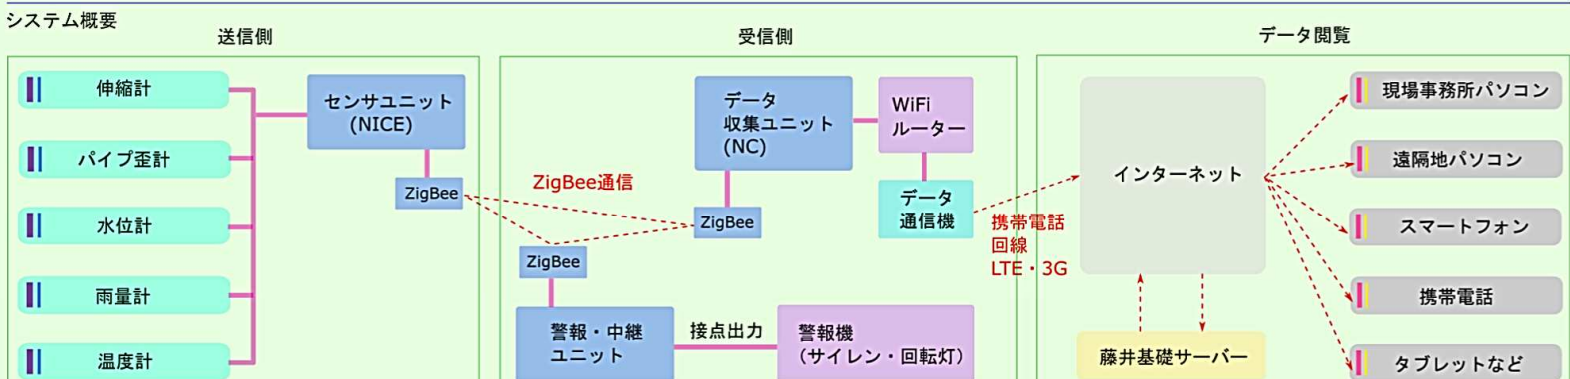 システム概要
送信側
受信側
データ閲覧
伸縮計
パイプ歪計
水位計
雨量計
温度計
センサユニット
(NICE)
ZigBee
ZigBee通信
データ
収集ユニット
(NC)
ZigBee
WiFi
ルーター
データ
通信機
ZigBee
警報・中継
ユニット
接点出力
警報機
（サイレン・回転灯）
携帯電話
回線
LTE・3G
インターネット
藤井基礎サーバー
現場事務所パソコン
遠隔地パソコン
スマートフォン
携帯電話
タブレットなど